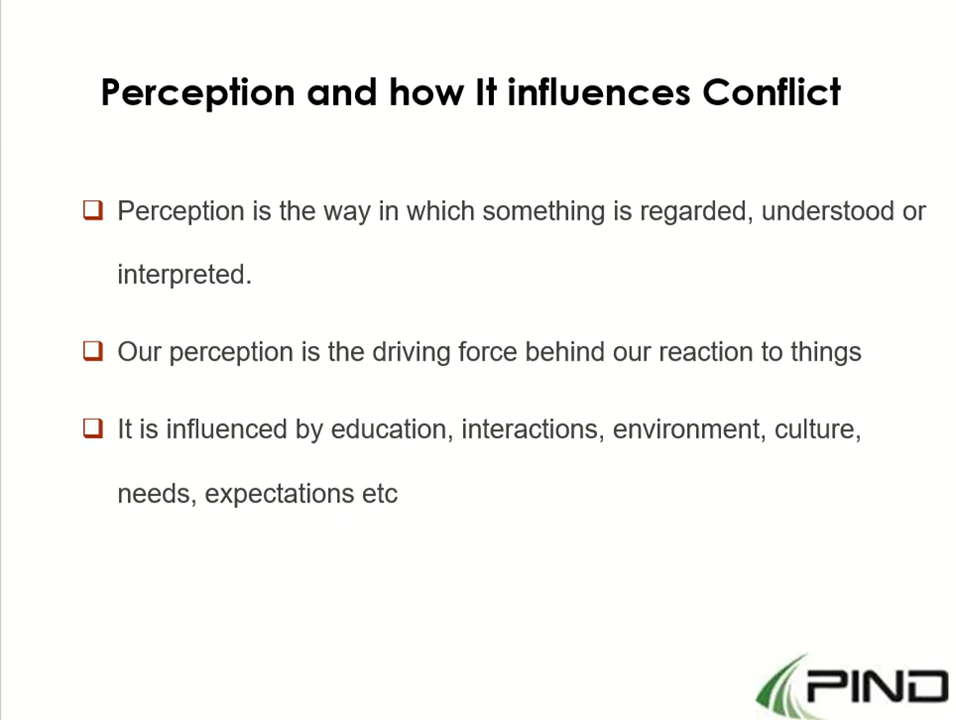 Perception and how It influences Conflict
Perception is the way in which something is regarded, understood or
interpreted.
Our perception is the driving force behind our reaction to things
It is influenced by education, interactions, environment, culture,
needs, expectations etc
PIND